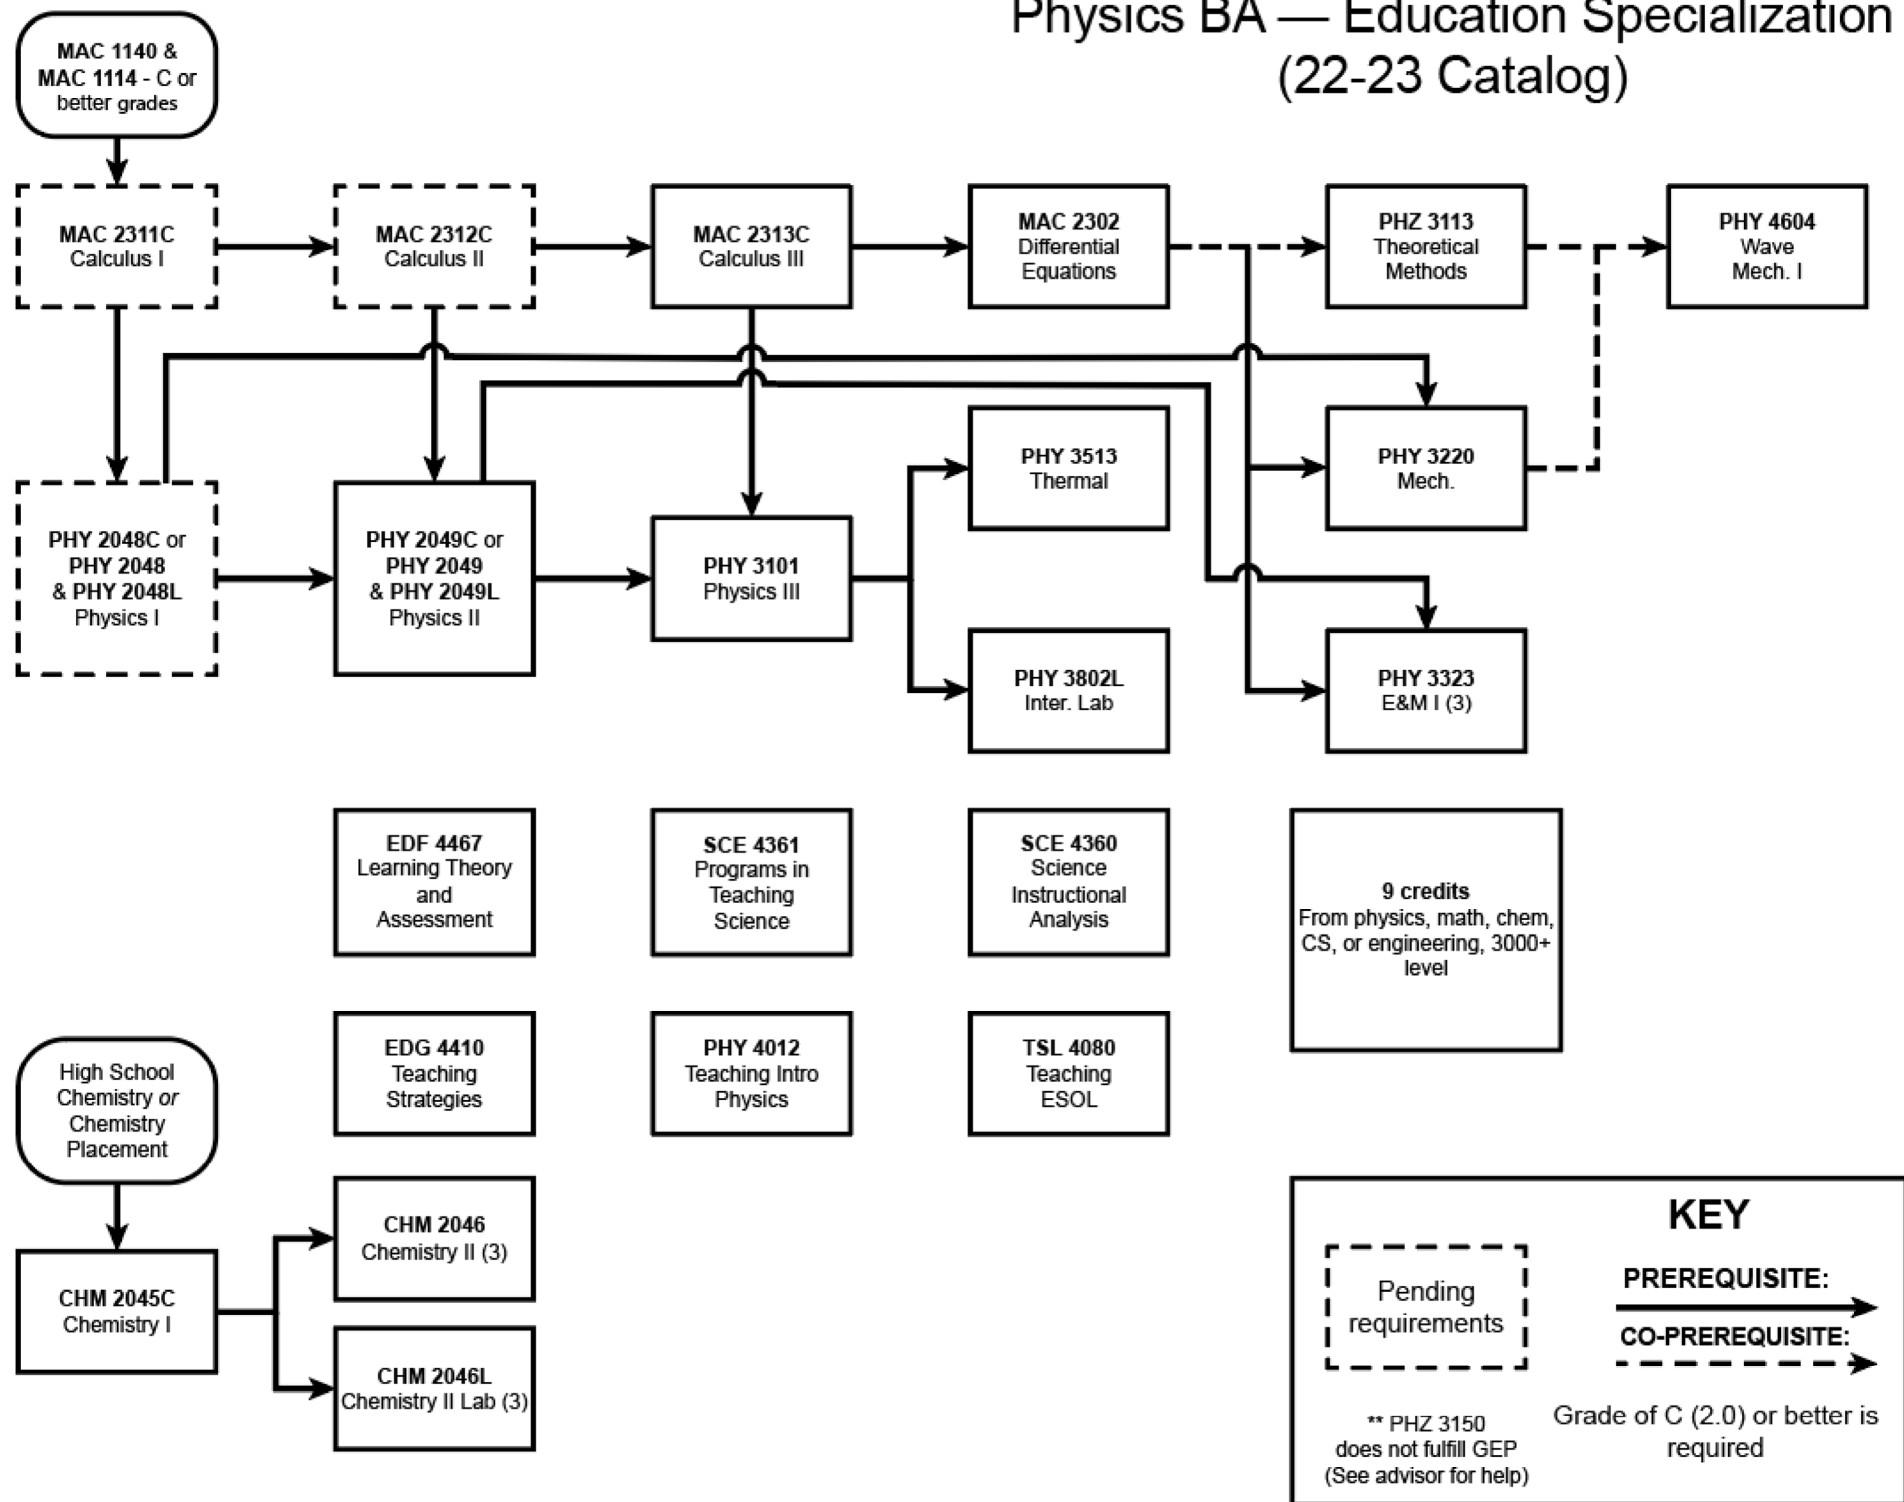 Physics BA — Education Specialization
(22-23 Catalog)
MAC 1140 &
MAC 1114 - C or
better grades
MAC 2311C
Calculus I
MAC 2312C
Calculus II
MAC 2313C
Calculus III
MAC 2302
Differential
Equations
PHZ 3113
Theoretical
Methods
PHY 4604
Wave
Mech. I
PHY 3513
Thermal
PHY 3220
Mech.
PHY 2048C or
PHY 2048
& PHY 2048L
Physics I
PHY 2049C or
PHY 2049
& PHY 2049L
Physics II
PHY 3101
Physics III
PHY 3802L
Inter. Lab
PHY 3323
E&M I (3)
EDF 4467
Learning Theory
and
Assessment
SCE 4361
Programs in
Teaching
Science
SCE 4360
Science
Instructional
Analysis
9 credits
From physics, math, chem,
CS, or engineering, 3000+
level
EDG 4410
Teaching
Strategies
PHY 4012
Teaching Intro
Physics
TSL 4080
Teaching
ESOL
High School
Chemistry or
Chemistry
Placement
CHM 2045C
Chemistry I
CHM 2046
Chemistry II (3)
CHM 2046L
Chemistry II Lab (3)
KEY
Pending
requirements
PREREQUISITE:
CO-PREREQUISITE:
** PHZ 3150
does not fulfill GEP
(See advisor for help)
Grade of C (2.0) or better is
required